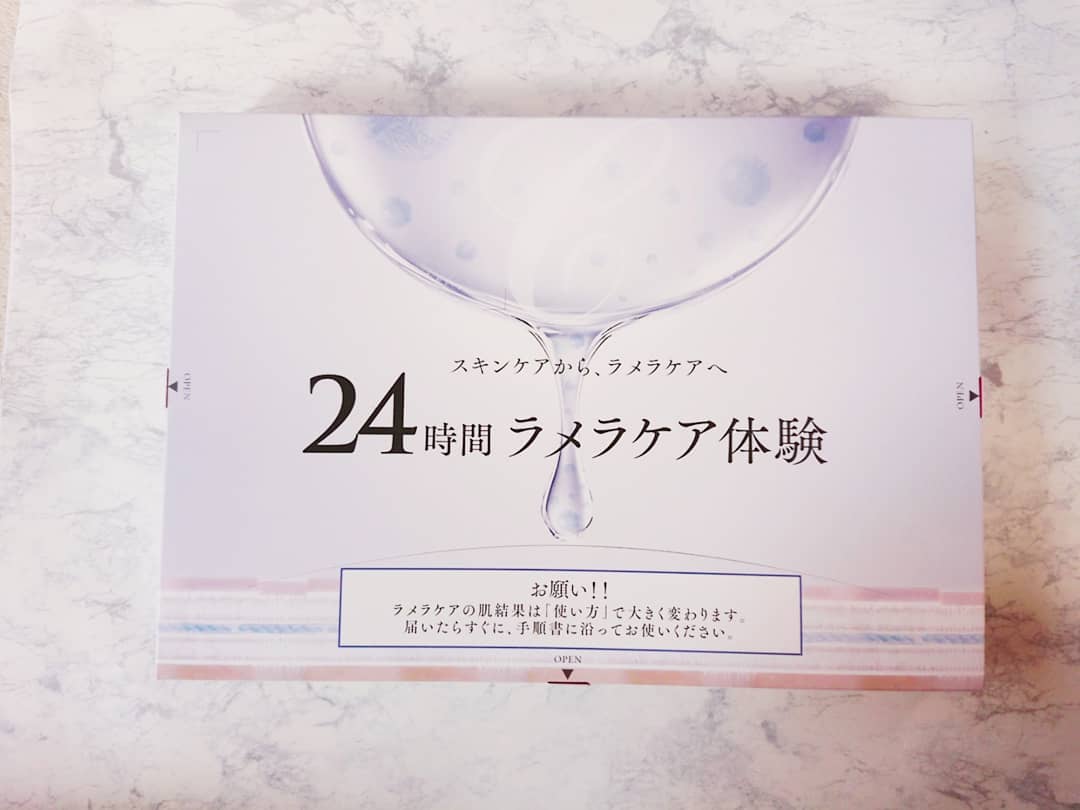 スキンケアから、ラメラケアへ
24時間 ラメラケア体験
お願い!!
ラメラケアの肌結果は「使い方」で大きく変わります。
届いたらすぐに、手順書に沿ってお使いください。
OPEN
OPEN
OPEN